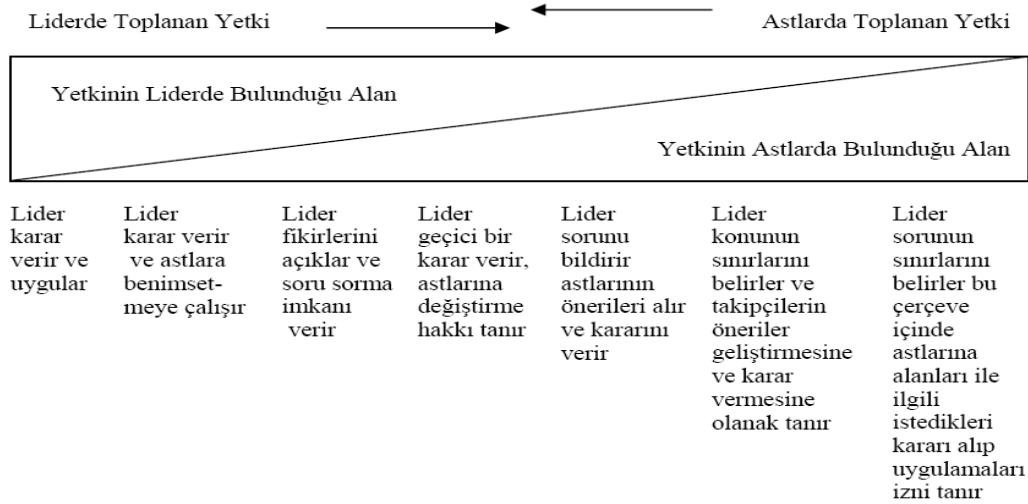 Liderde Toplanan Yetki
Astlarda Toplanan Yetki
Yetkinin Liderde Bulunduğu Alan
Yetkinin Astlarda Bulunduğu Alan
Lider
karar
verir ve
uygular
Lider
karar verir
ve astlara
benimset-
meye çalışır
Lider
fikirlerini
açıklar ve
soru sorma
imkanı
verir
Lider
geçici bir
karar verir,
astlarına
değiştirme
hakkı tanır
Lider
sorunu
bildirir
astlarının
önerileri alır
ve kararını
verir
Lider
konunun
sınırlarını
belirler ve
takipçilerin
öneriler
geliştirmesine
ve karar
vermesine
olanak tanır
Lider
sorunun
sınırlarını
belirler bu
çerçeve
içinde
astlarına
alanları ile
ilgili
istedikleri
kararı alıp
uygulamaları
izni tanır